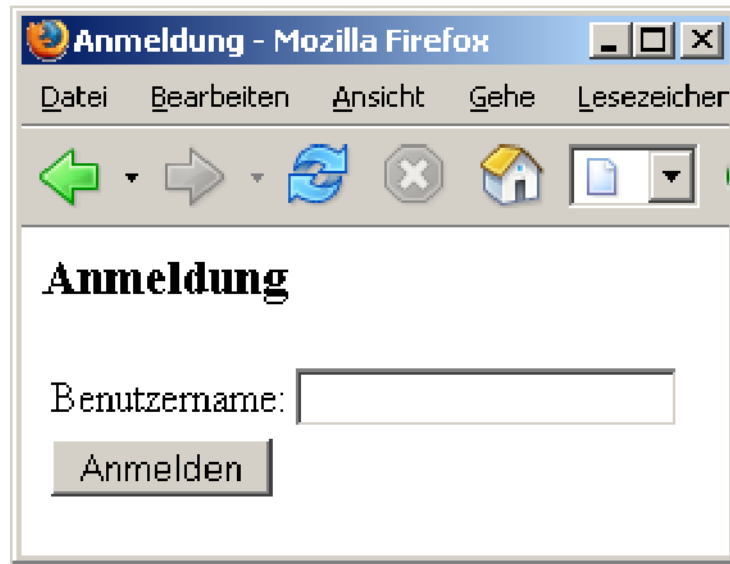 Anmeldung - Mozilla Firefox
Datei Bearbeiten Ansicht Gehe Lesezeichen
Anmeldung
Benutzername:
Anmelden